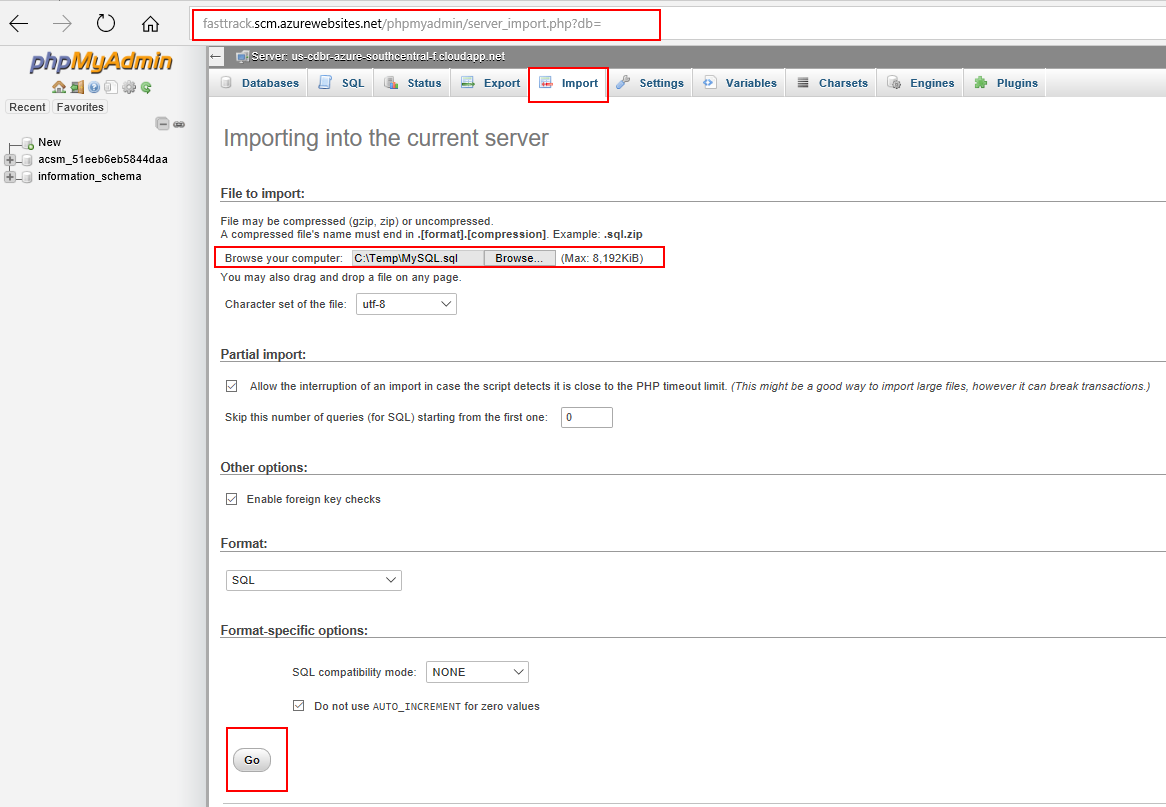 fasttrack.scm.azurewebsites.net/phpmyadmin/server_import.php?db=
phpMyAdmin
Recent Favorites
New
acsm_51eeb6eb5844daa
information_schema
Server: us-cdbr-azure-southcentral-f.cloudapp.net
Databases SQL Status Export Import Settings Variables Charsets Engines Plugins
Importing into the current server
File to import:
File may be compressed (gzip, zip) or uncompressed.
A compressed file's name must end in .[format].[compression]. Example: .sql.zip
Browse your computer: C:\Temp\MySQL.sql Browse... (Max: 8,192KiB)
You may also drag and drop a file on any page.
Character set of the file: utf-8
Partial import:
Allow the interruption of an import in case the script detects it is close to the PHP timeout limit. (This might be a good way to import large files, however it can break transactions.)
Skip this number of queries (for SQL) starting from the first one: 0
Other options:
Enable foreign key checks
Format:
SQL
Format-specific options:
SQL compatibility mode: NONE
Do not use AUTO_INCREMENT for zero values
Go